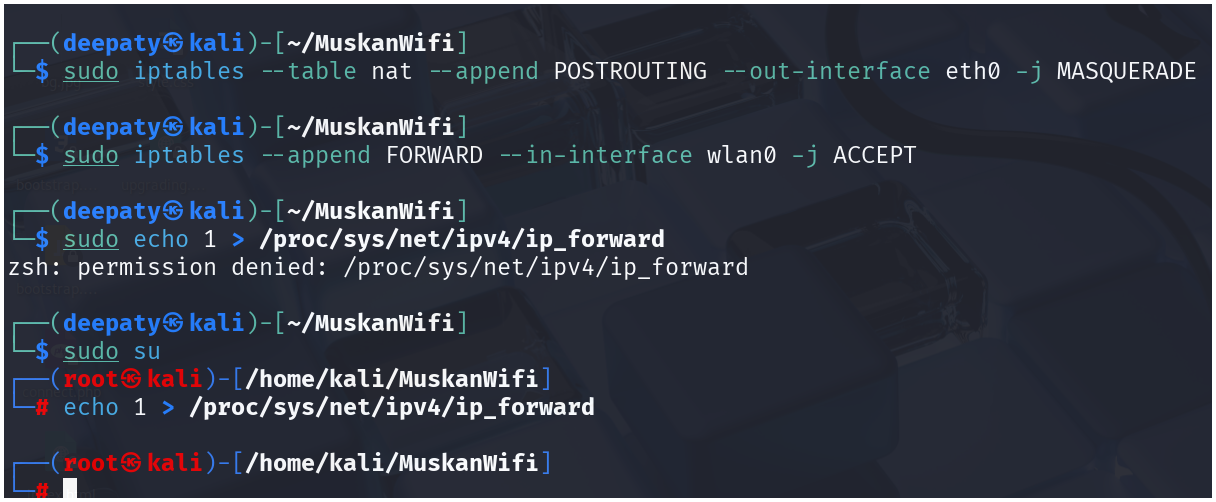 ┌──(deepaty㉿kali)-[~/MuskanWifi]
└─$ sudo iptables --table nat --append POSTROUTING --out-interface eth0 -j MASQUERADE
┌──(deepaty㉿kali)-[~/MuskanWifi]
└─$ sudo iptables --append FORWARD --in-interface wlan0 -j ACCEPT
┌──(deepaty㉿kali)-[~/MuskanWifi]
└─$ sudo echo 1 > /proc/sys/net/ipv4/ip_forward
zsh: permission denied: /proc/sys/net/ipv4/ip_forward
┌──(deepaty㉿kali)-[~/MuskanWifi]
└─$ sudo su
┌──(root㉿kali)-[/home/kali/MuskanWifi]
└─# echo 1 > /proc/sys/net/ipv4/ip_forward
┌──(root㉿kali)-[/home/kali/MuskanWifi]
└─#